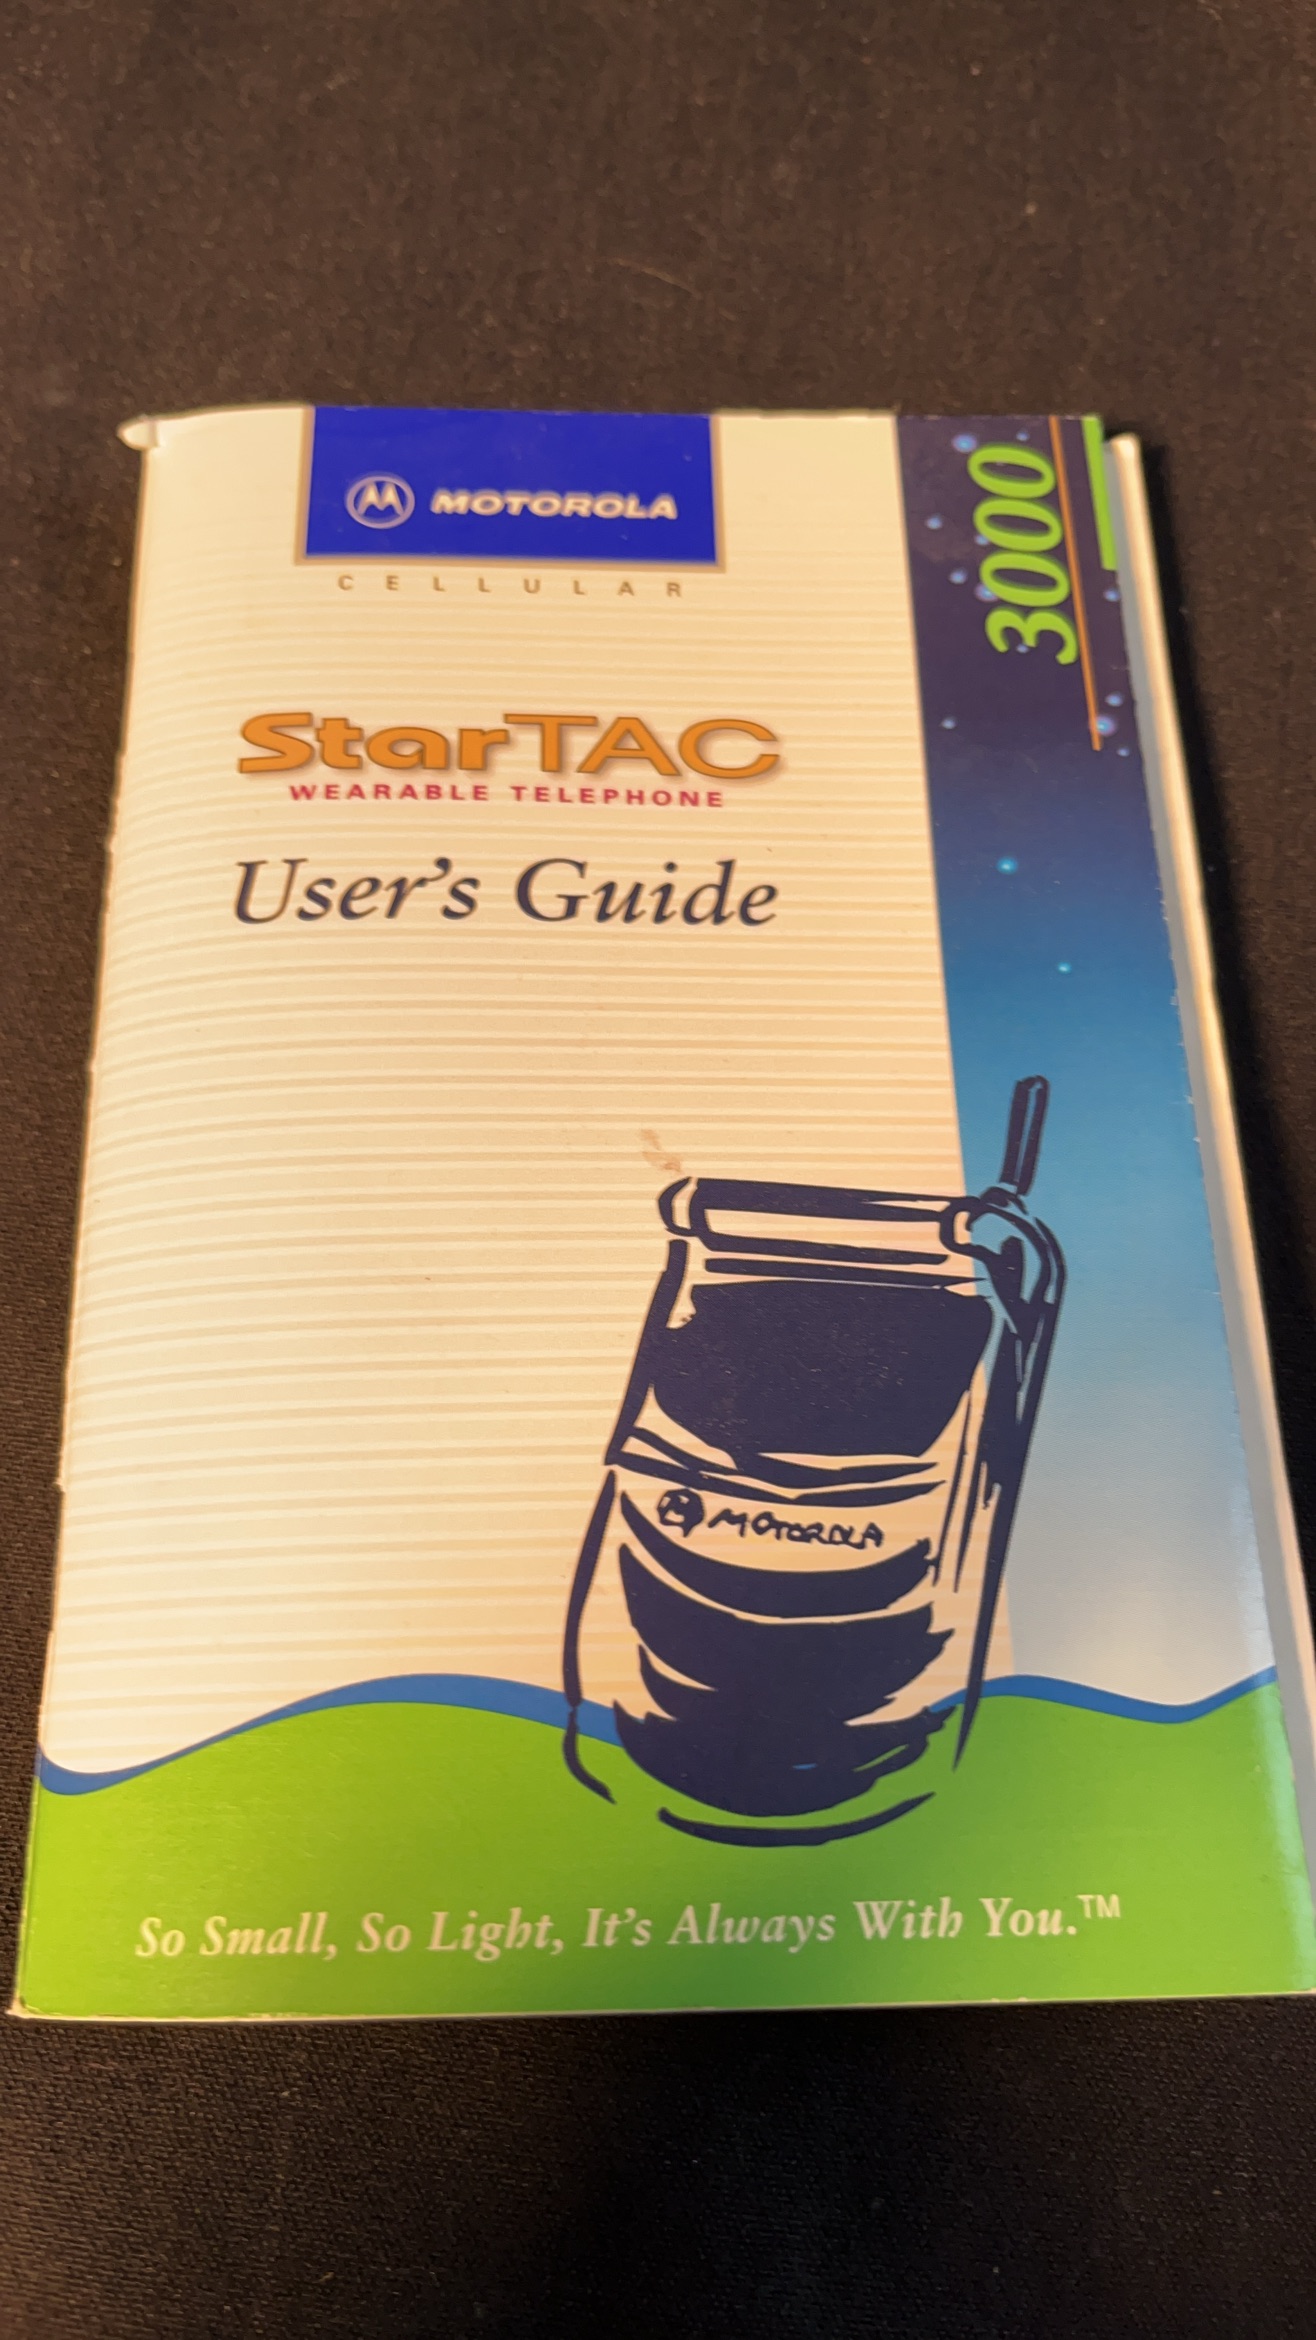 MOTOROLA
CELLULAR
3000
StarTAC
WEARABLE TELEPHONE
User's Guide
MOTOROLA
So Small, So Light, It's Always With You.™